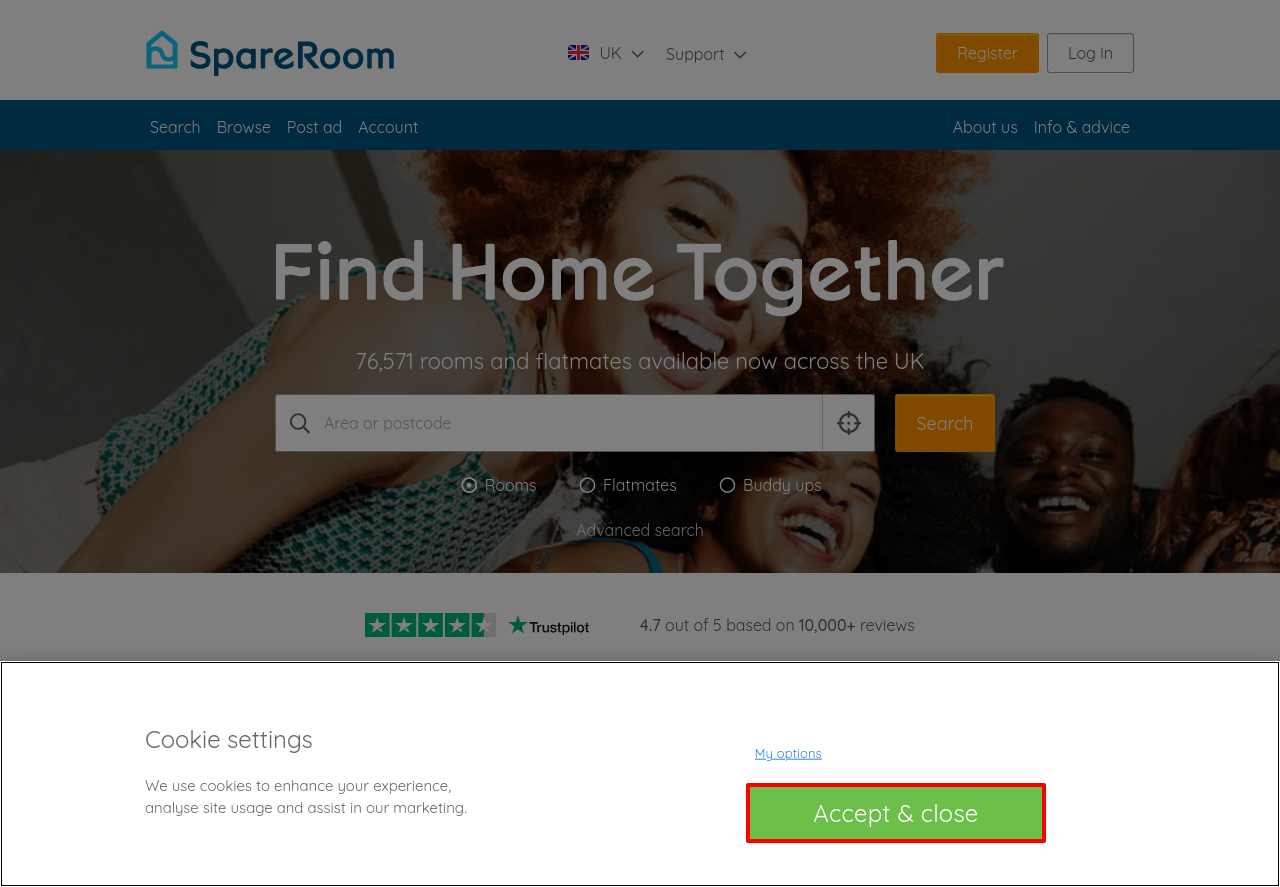 SpareRoom
UK
Support
Register
Log in
Search
Browse
Post ad
Account
About us
Info & advice
Find Home Together
76,571 rooms and flatmates available now across the UK
Area or postcode
Search
Rooms
Flatmates
Buddy ups
Advanced search
Trustpilot
4.7 out of 5 based on 10,000+ reviews
Cookie settings
My options
We use cookies to enhance your experience,
analyse site usage and assist in our marketing.
Accept & close